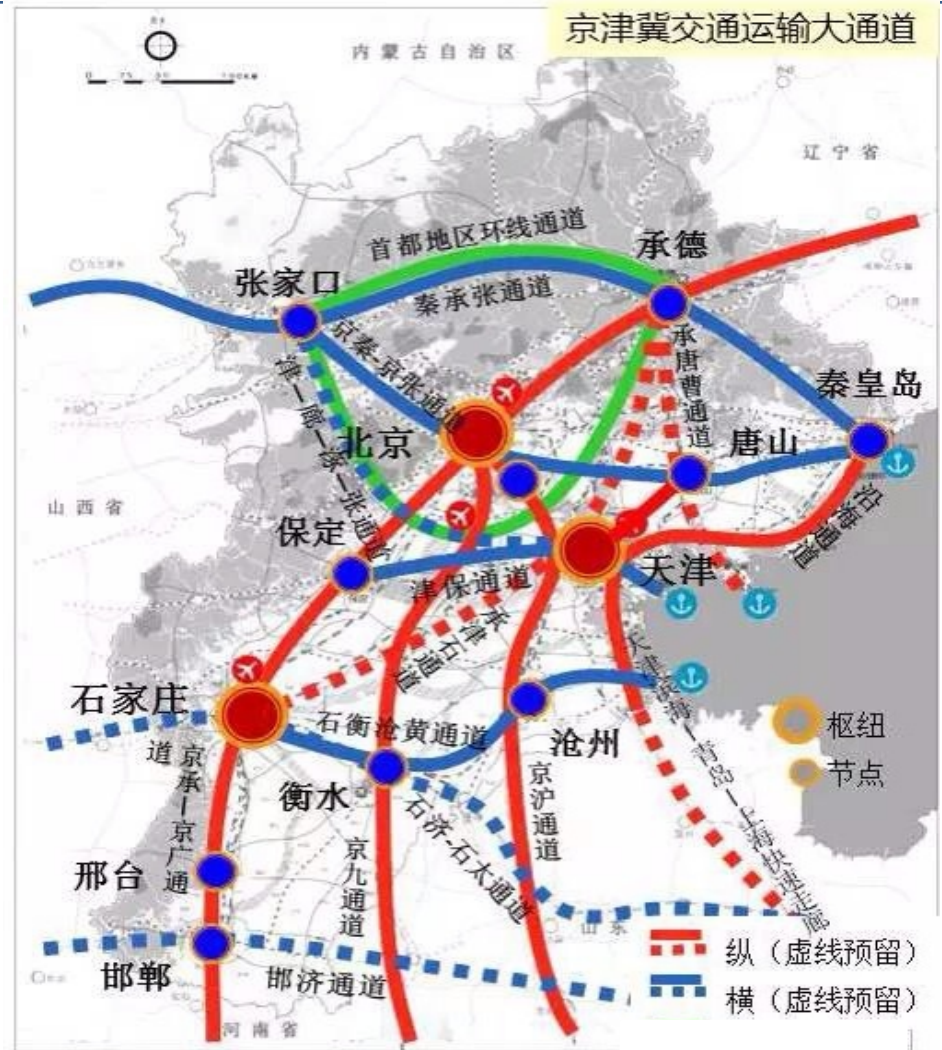 京津冀交通运输大通道
内蒙古自治区
辽宁省
首都地区环线通道
承德
张家口
秦承张通道
京秦-京张通道
承唐曹通道
秦皇岛
津-廊-涿-张通道
北京
唐山
山西省
沿海通道
保定
天津
津保通道
承津石通道
石家庄
石衡沧黄通道
天津滨海-青岛-上海快速走廊
沧州
枢纽
京承-京广通道
节点
衡水
京沪通道
石济-石太通道
邢台
京九通道
山东
纵（虚线预留）
邯郸
邯济通道
横（虚线预留）
河南省